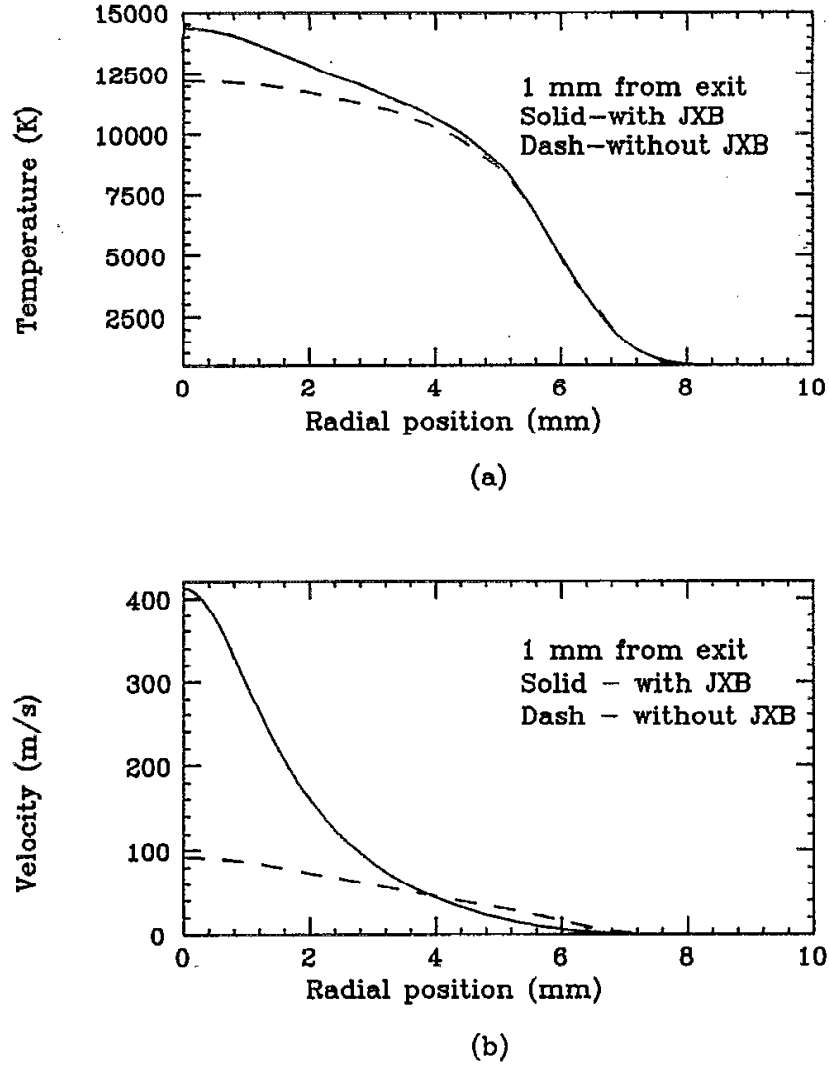 15000
12500
10000
7500
5000
2500
Temperature (K)
1 mm from exit
Solid-with JXB
Dash-without JXB
0 2 4 6 8 10
Radial position (mm)
(a)
400
300
200
100
0
Velocity (m/s)
1 mm from exit
Solid - with JXB
Dash - without JXB
0 2 4 6 8 10
Radial position (mm)
(b)